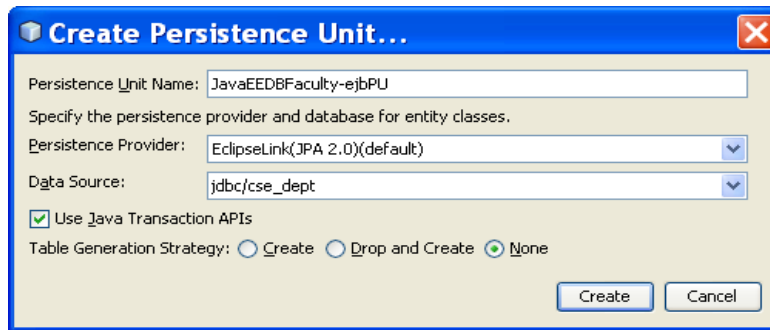 Create Persistence Unit...
Persistence Unit Name: JavaEEDBFaculty-ejbPU
Specify the persistence provider and database for entity classes.
Persistence Provider: EclipseLink(JPA 2.0)(default)
Data Source: jdbc/cse_dept
Use Java Transaction APIs
Table Generation Strategy: Create Drop and Create None
Create Cancel